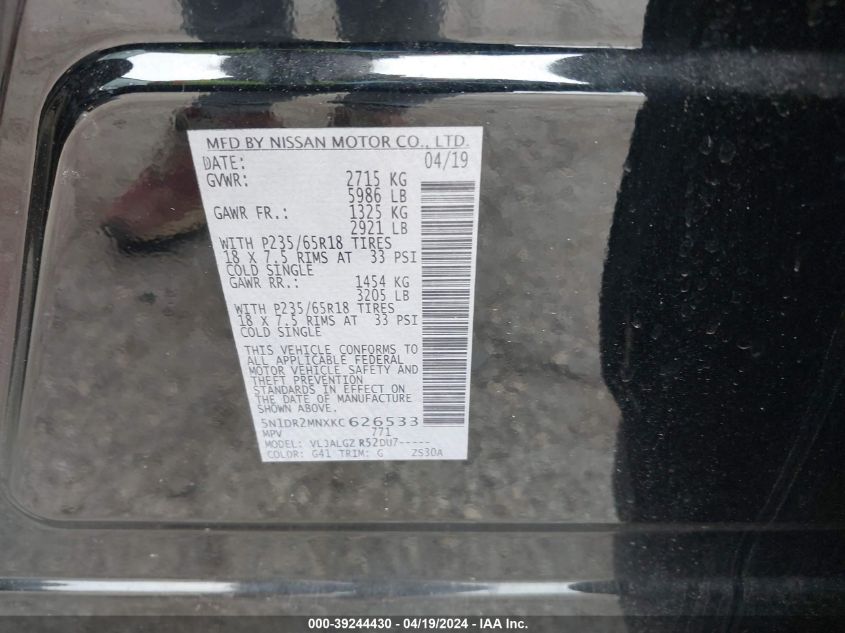 MFD BY NISSAN MOTOR CO., LTD.
DATE: 04/19
GVWR: 2715 KG
5986 LB
GAWR FR.: 1325 KG
2921 LB
WITH P235/65R18 TIRES
18 X 7.5 RIMS AT 33 PSI
COLD SINGLE
GAWR RR.: 1454 KG
3205 LB
WITH P235/65R18 TIRES
18 X 7.5 RIMS AT 33 PSI
COLD SINGLE
THIS VEHICLE CONFORMS TO
ALL APPLICABLE FEDERAL
MOTOR VEHICLE SAFETY AND
THEFT PREVENTION
STANDARDS IN EFFECT ON
THE DATE OF MANUFACTURE
SHOWN ABOVE.
5N1DR2MNXKC626533
MPV 771
MODEL: VLJALGZ R52DU7-----
COLOR: G41 TRIM: G ZS30A
000-39244430 - 04/19/2024 - IAA Inc.